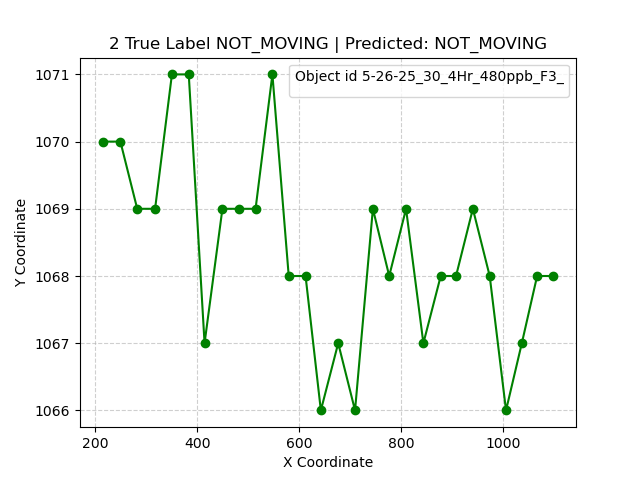 2 True Label NOT_MOVING | Predicted: NOT_MOVING
Object id 5-26-25_30_4Hr_480ppb_F3_
1071
1070
1069
1068
1067
1066
Y Coordinate
200 400 600 800 1000
X Coordinate